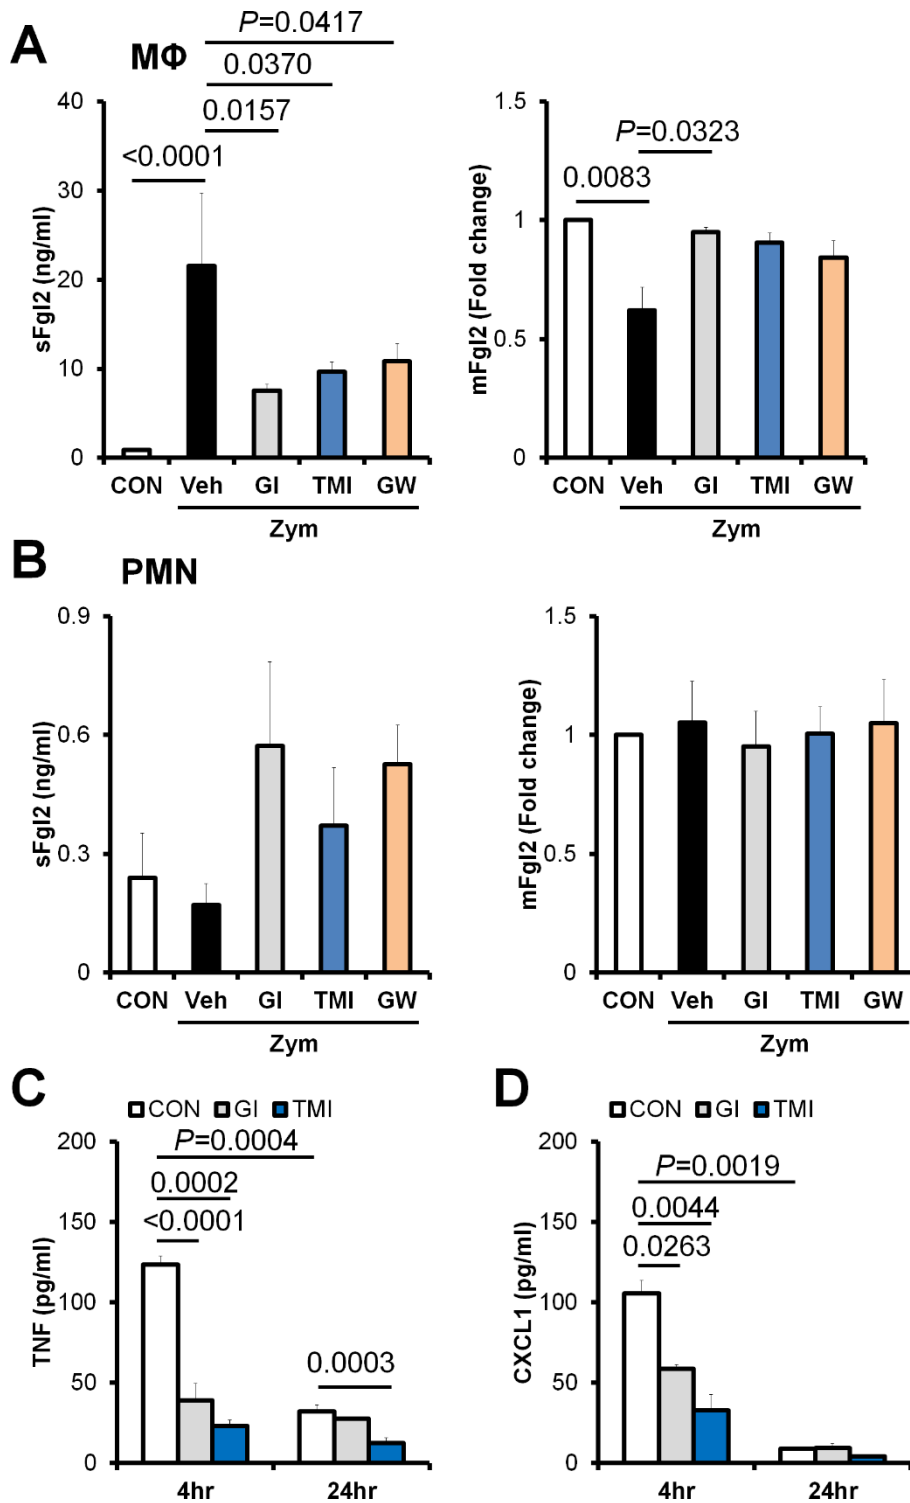 A
MΦ
P=0.0417
0.0370
0.0157
<0.0001
40
30
20
10
0
sFgl2 (ng/ml)
CON Veh GI TMI GW
Zym
P=0.0323
0.0083
1.5
1
0.5
0
mFgl2 (Fold change)
CON Veh GI TMI GW
Zym
B
PMN
0.9
0.6
0.3
0
sFgl2 (ng/ml)
CON Veh GI TMI GW
Zym
1.5
1
0.5
0
mFgl2 (Fold change)
CON Veh GI TMI GW
Zym
C
CON GI TMI
P=0.0004
0.0002
<0.0001
0.0003
200
150
100
50
0
TNF (pg/ml)
4hr 24hr
D
CON GI TMI
P=0.0019
0.0044
0.0263
200
150
100
50
0
CXCL1 (pg/ml)
4hr 24hr